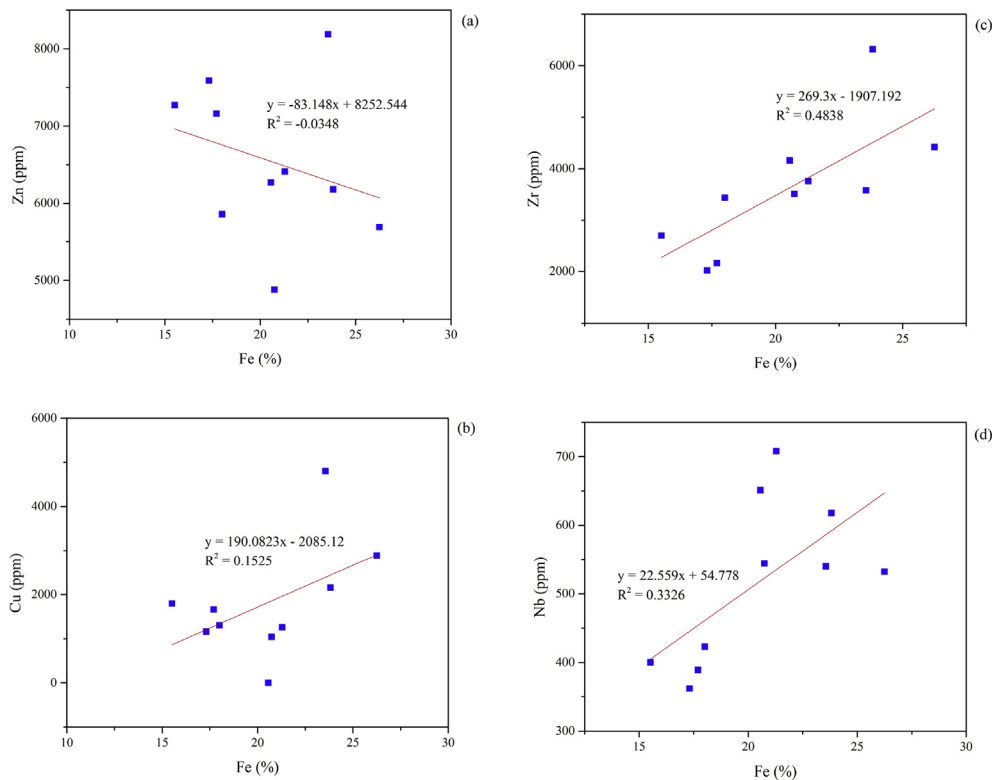 (a)
8000
7000
6000
5000
Zn (ppm)
y = -83.148x + 8252.544
R² = -0.0348
10 15 20 25 30
Fe (%)
(c)
6000
4000
2000
Zr (ppm)
y = 269.3x - 1907.192
R² = 0.4838
15 20 25
Fe (%)
(b)
6000
4000
2000
0
Cu (ppm)
y = 190.0823x - 2085.12
R² = 0.1525
10 15 20 25 30
Fe (%)
(d)
700
600
500
400
300
Nb (ppm)
y = 22.559x + 54.778
R² = 0.3326
15 20 25 30
Fe (%)